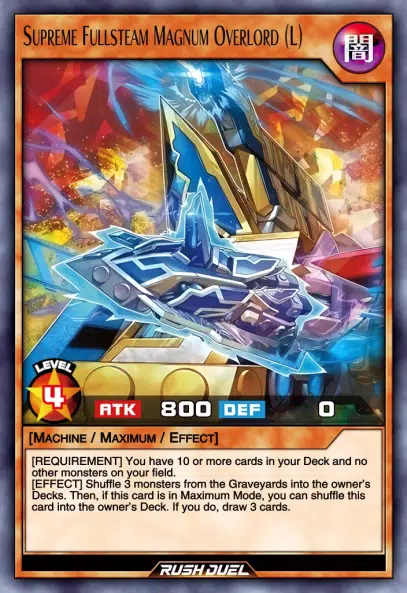 SUPREME FULLSTEAM MAGNUM OVERLORD (L)
闇
LEVEL
4
ATK 800 DEF 0
[MACHINE / MAXIMUM / EFFECT]
[REQUIREMENT] You have 10 or more cards in your Deck and no
other monsters on your field.
[EFFECT] Shuffle 3 monsters from the Graveyards into the owner's
Decks. Then, if this card is in Maximum Mode, you can shuffle this
card into the owner's Deck. If you do, draw 3 cards.
RUSH DUEL